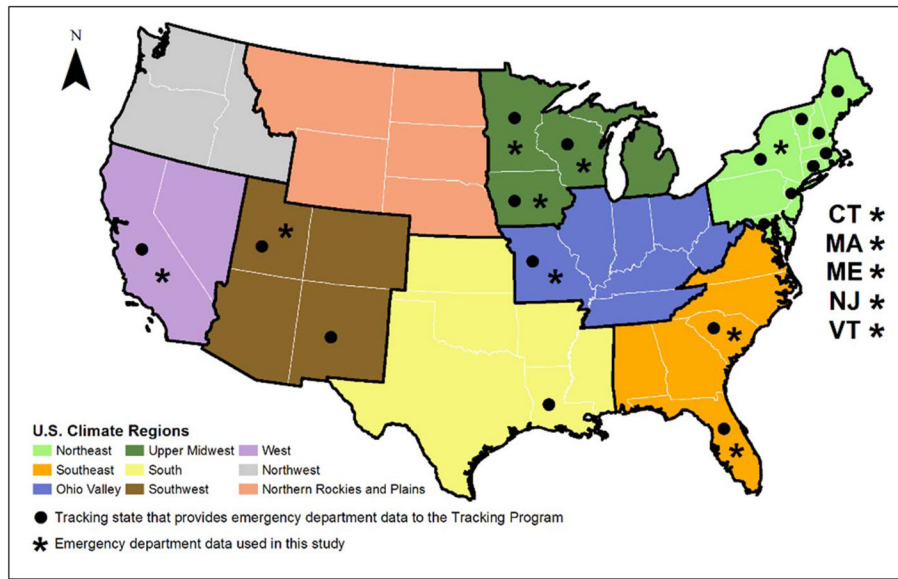 N
CT *
MA *
ME *
NJ *
VT *
U.S. Climate Regions
Northeast Upper Midwest West
Southeast South Northwest
Ohio Valley Southwest Northern Rockies and Plains
Tracking state that provides emergency department data to the Tracking Program
* Emergency department data used in this study